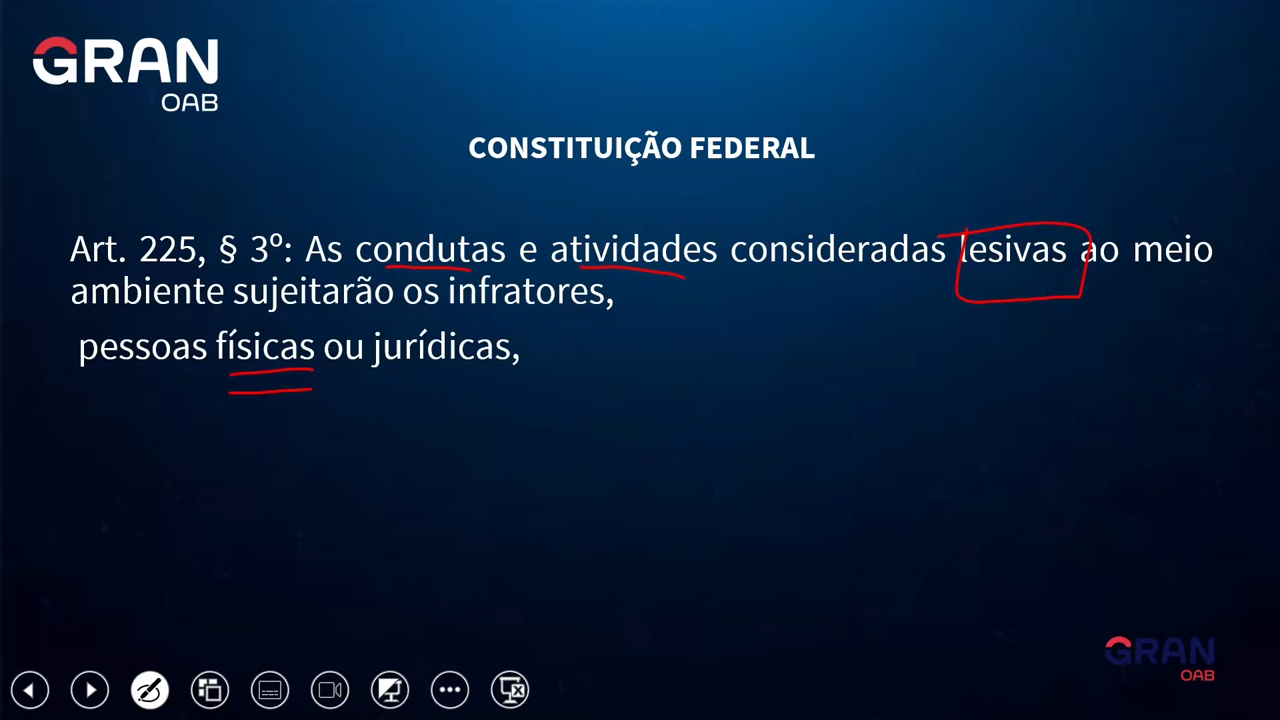 GRAN
OAB
CONSTITUIÇÃO FEDERAL
Art. 225, § 3º: As condutas e atividades consideradas lesivas ao meio
ambiente sujeitarão os infratores,
pessoas físicas ou jurídicas,
GRAN
OAB